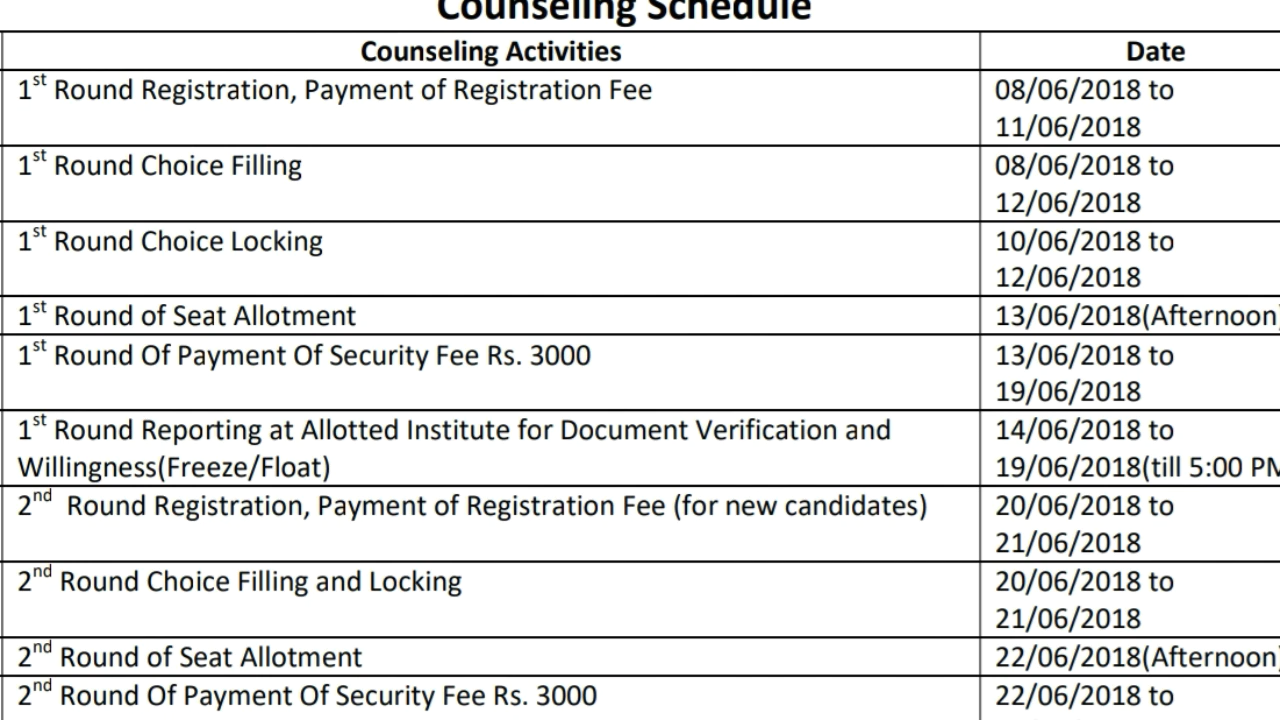 Counseling Schedule
Counseling Activities Date
1st Round Registration, Payment of Registration Fee 08/06/2018 to
11/06/2018
1st Round Choice Filling 08/06/2018 to
12/06/2018
1st Round Choice Locking 10/06/2018 to
12/06/2018
1st Round of Seat Allotment 13/06/2018(Afternoon)
1st Round Of Payment Of Security Fee Rs. 3000 13/06/2018 to
19/06/2018
1st Round Reporting at Allotted Institute for Document Verification and 14/06/2018 to
Willingness(Freeze/Float) 19/06/2018(till 5:00 PM
2nd Round Registration, Payment of Registration Fee (for new candidates) 20/06/2018 to
21/06/2018
2nd Round Choice Filling and Locking 20/06/2018 to
21/06/2018
2nd Round of Seat Allotment 22/06/2018(Afternoon)
2nd Round Of Payment Of Security Fee Rs. 3000 22/06/2018 to